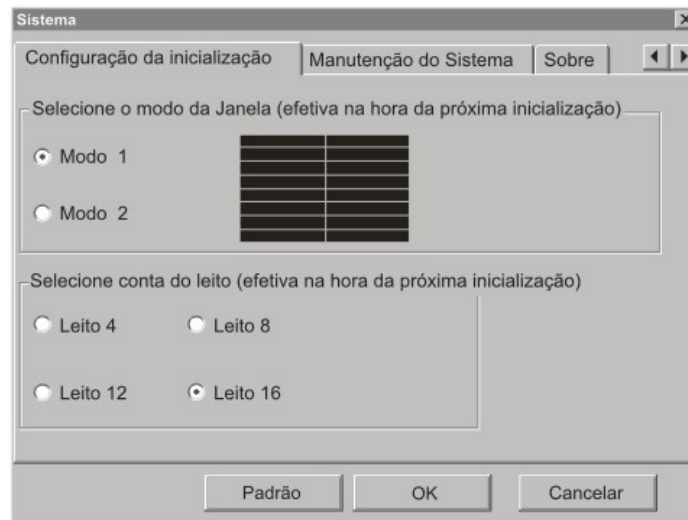 Sistema
Configuração da inicialização Manutenção do Sistema Sobre
Selecione o modo da Janela (efetiva na hora da próxima inicialização)
Modo 1
Modo 2
Selecione conta do leito (efetiva na hora da próxima inicialização)
Leito 4 Leito 8
Leito 12 Leito 16
Padrão OK Cancelar